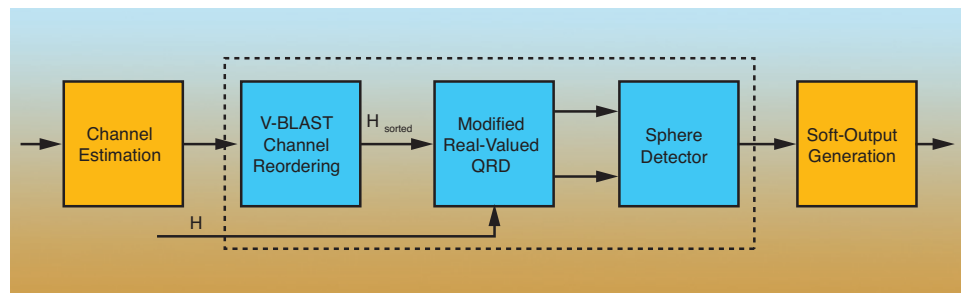 Channel
Estimation
V-BLAST
Channel
Reordering
H sorted
Modified
Real-Valued
QRD
Sphere
Detector
Soft-Output
Generation
H